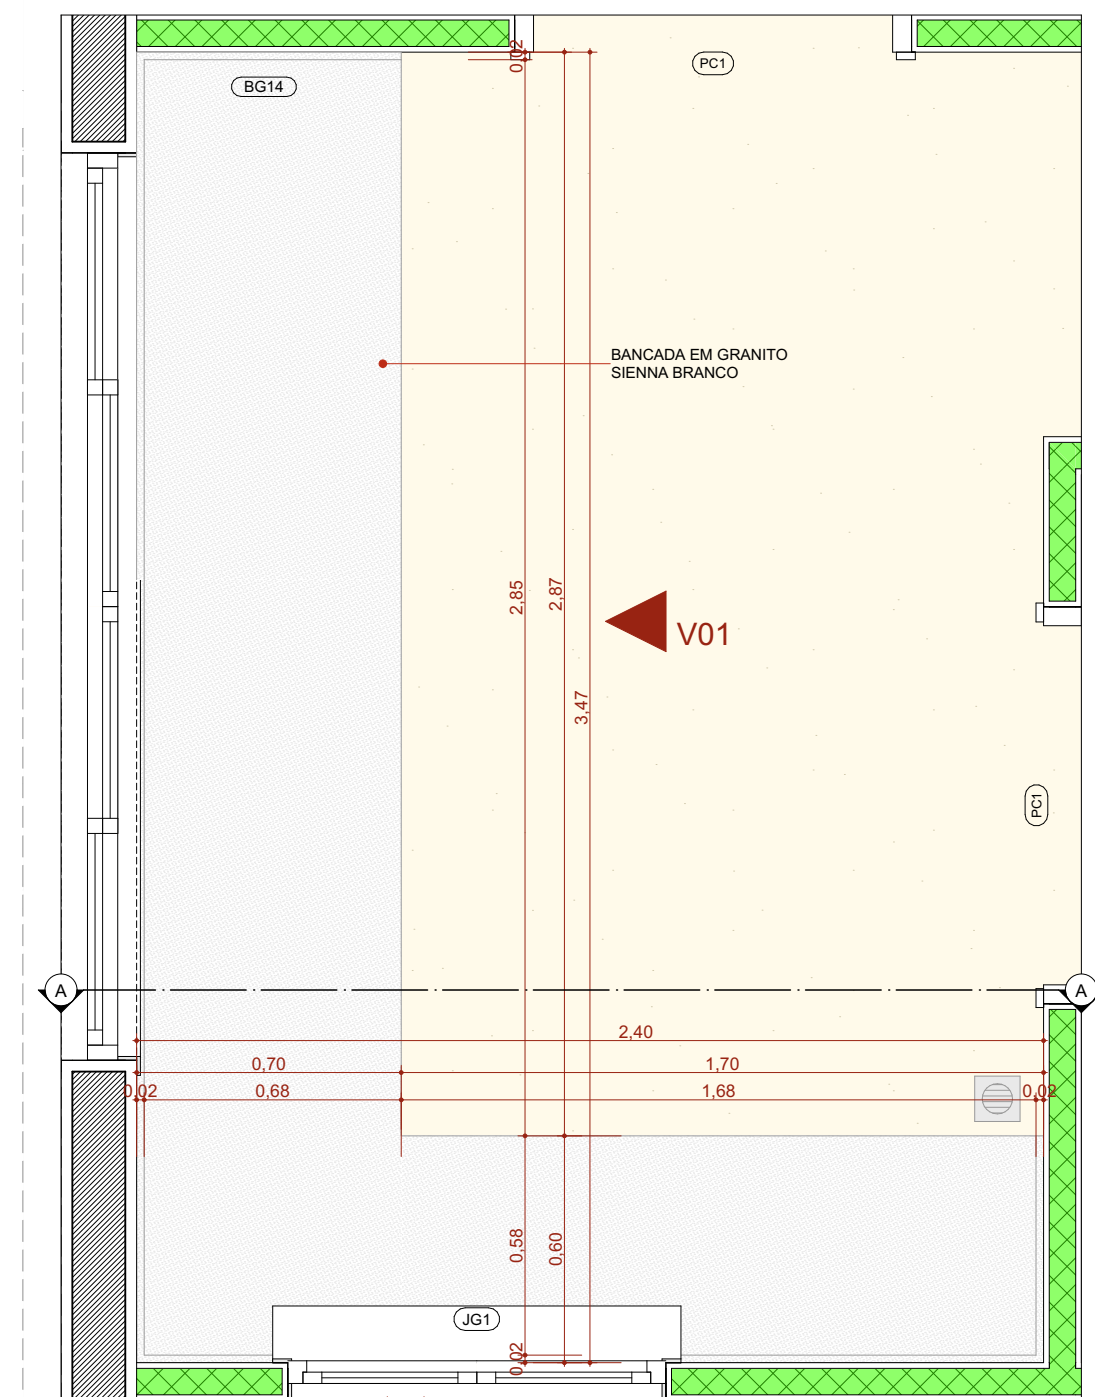 0,02
PC1
BG14
BANCADA EM GRANITO
SIENNA BRANCO
2,85
2,87
V01
3,47
PC1
A
A
2,40
0,70
1,70
0,02
0,68
1,68
0,02
0,58
0,60
JG1
0,02